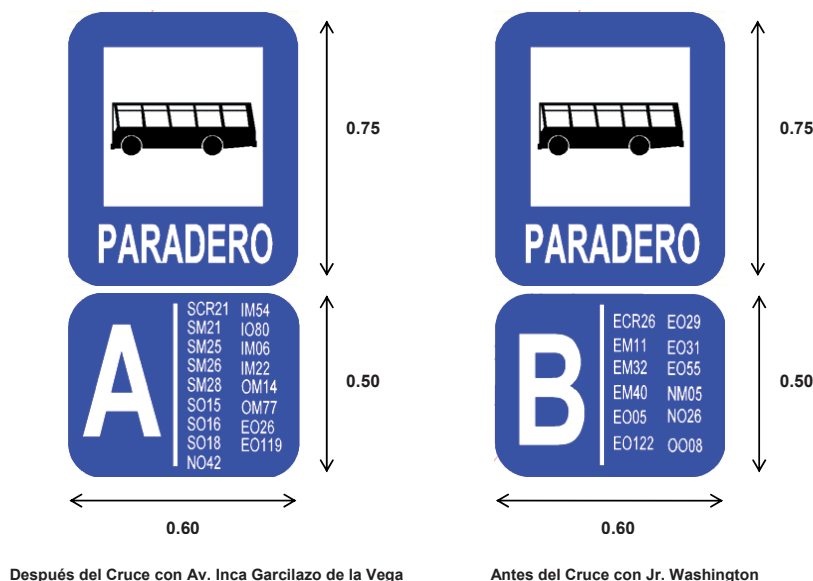 0.75
PARADERO
A
SCR21 IM54
SM21 IO80
SM25 IM06
SM26 IM22
SM28 OM14
SO15 OM77
SO16 EO26
SO18 EO119
NO42
0.50
0.60
Después del Cruce con Av. Inca Garcilazo de la Vega
0.75
PARADERO
B
ECR26 EO29
EM11 EO31
EM32 EO55
EM40 NM05
EO05 NO26
EO122 OO08
0.50
0.60
Antes del Cruce con Jr. Washington